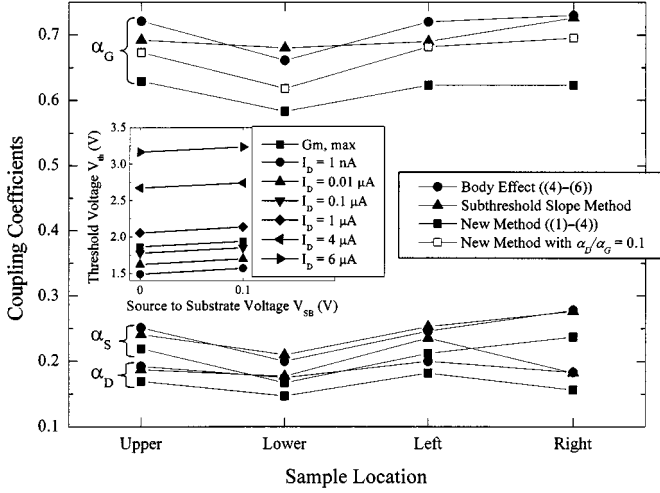 Coupling Coefficients
0.7
0.6
0.5
0.4
0.3
0.2
0.1
α_G
α_S
α_D
Threshold Voltage V_th (V)
3.5
3.0
2.5
2.0
1.5
0
0.1
Source to Substrate Voltage V_SB (V)
Gm, max
I_D = 1 nA
I_D = 0.01 μA
I_D = 0.1 μA
I_D = 1 μA
I_D = 4 μA
I_D = 6 μA
Body Effect ((4)–(6))
Subthreshold Slope Method
New Method ((1)–(4))
New Method with α_D/α_G = 0.1
Upper
Lower
Left
Right
Sample Location